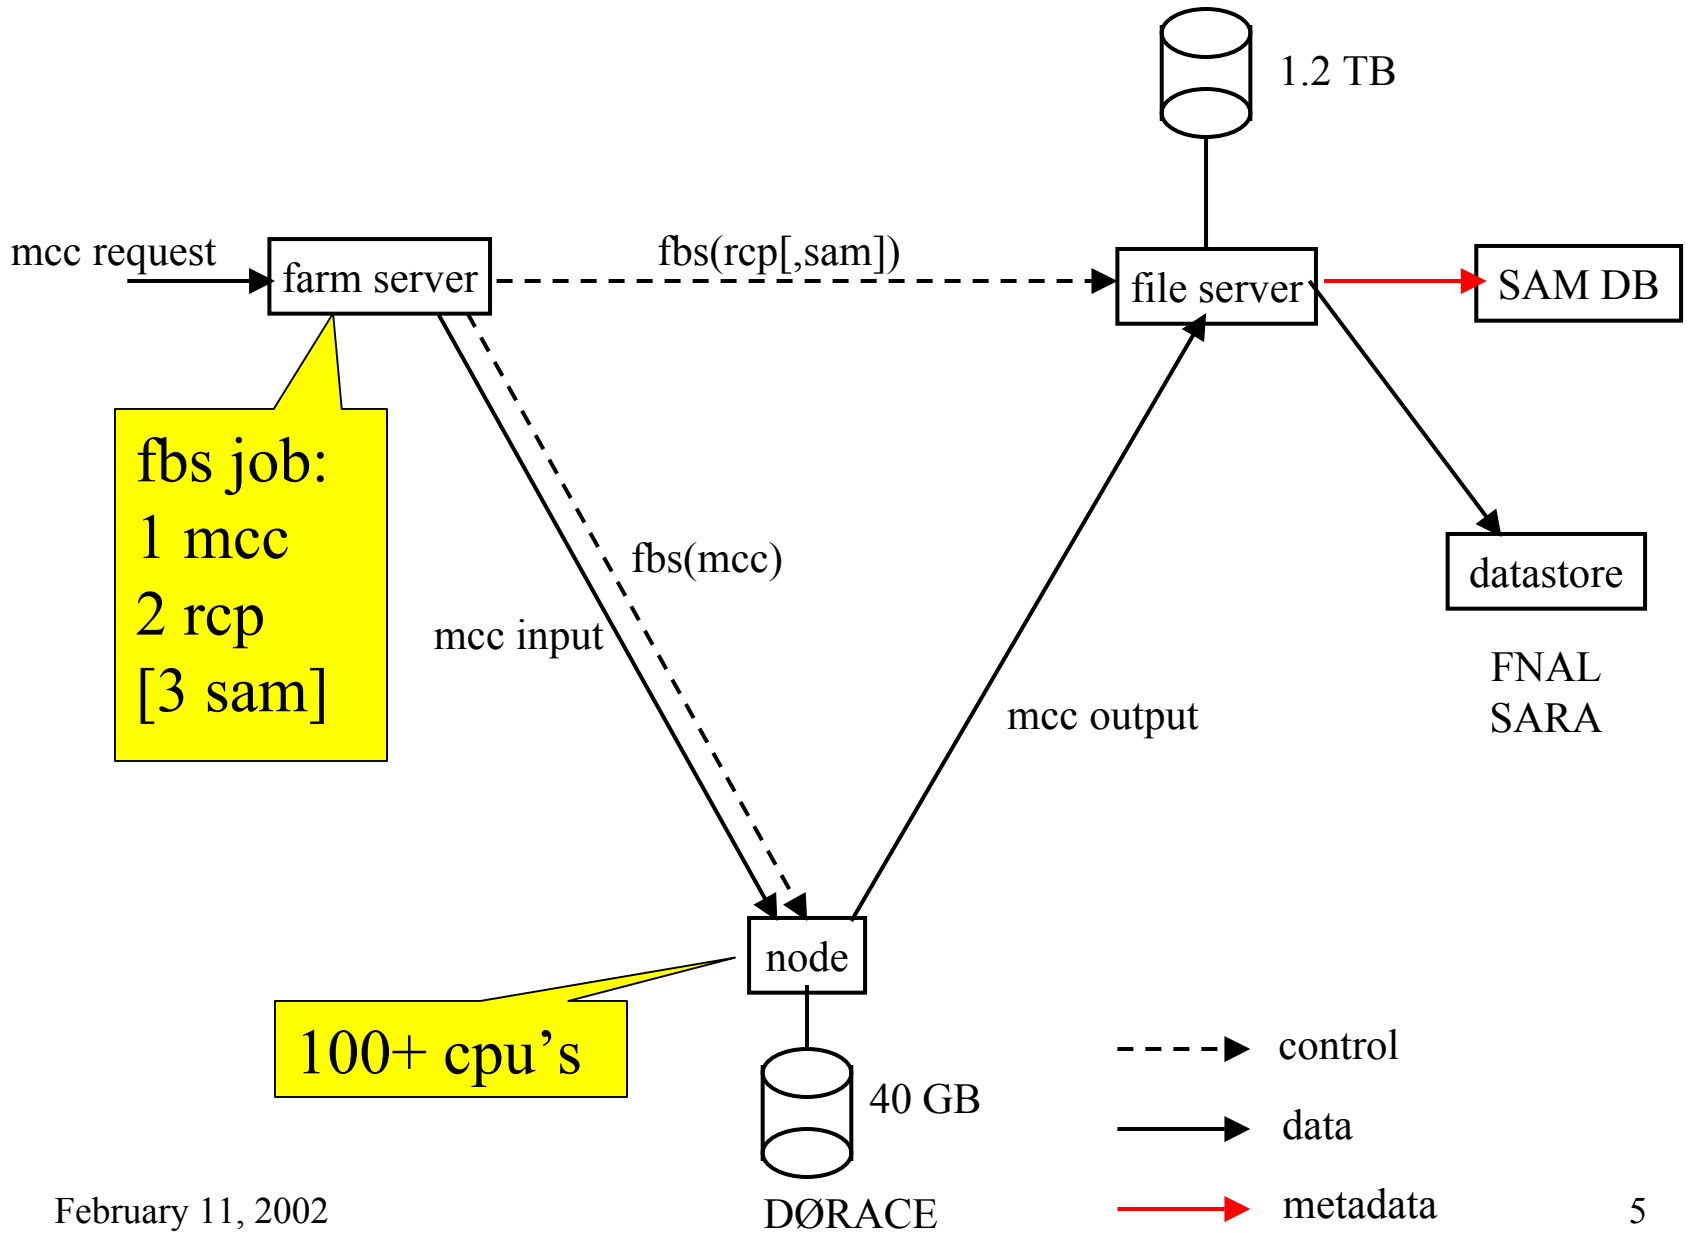 1.2 TB
mcc request
farm server
fbs(rcp[,sam])
file server
SAM DB
fbs job:
1 mcc
2 rcp
[3 sam]
fbs(mcc)
mcc input
datastore
FNAL
SARA
mcc output
node
100+ cpu’s
40 GB
control
data
metadata
February 11, 2002
DØRACE
5